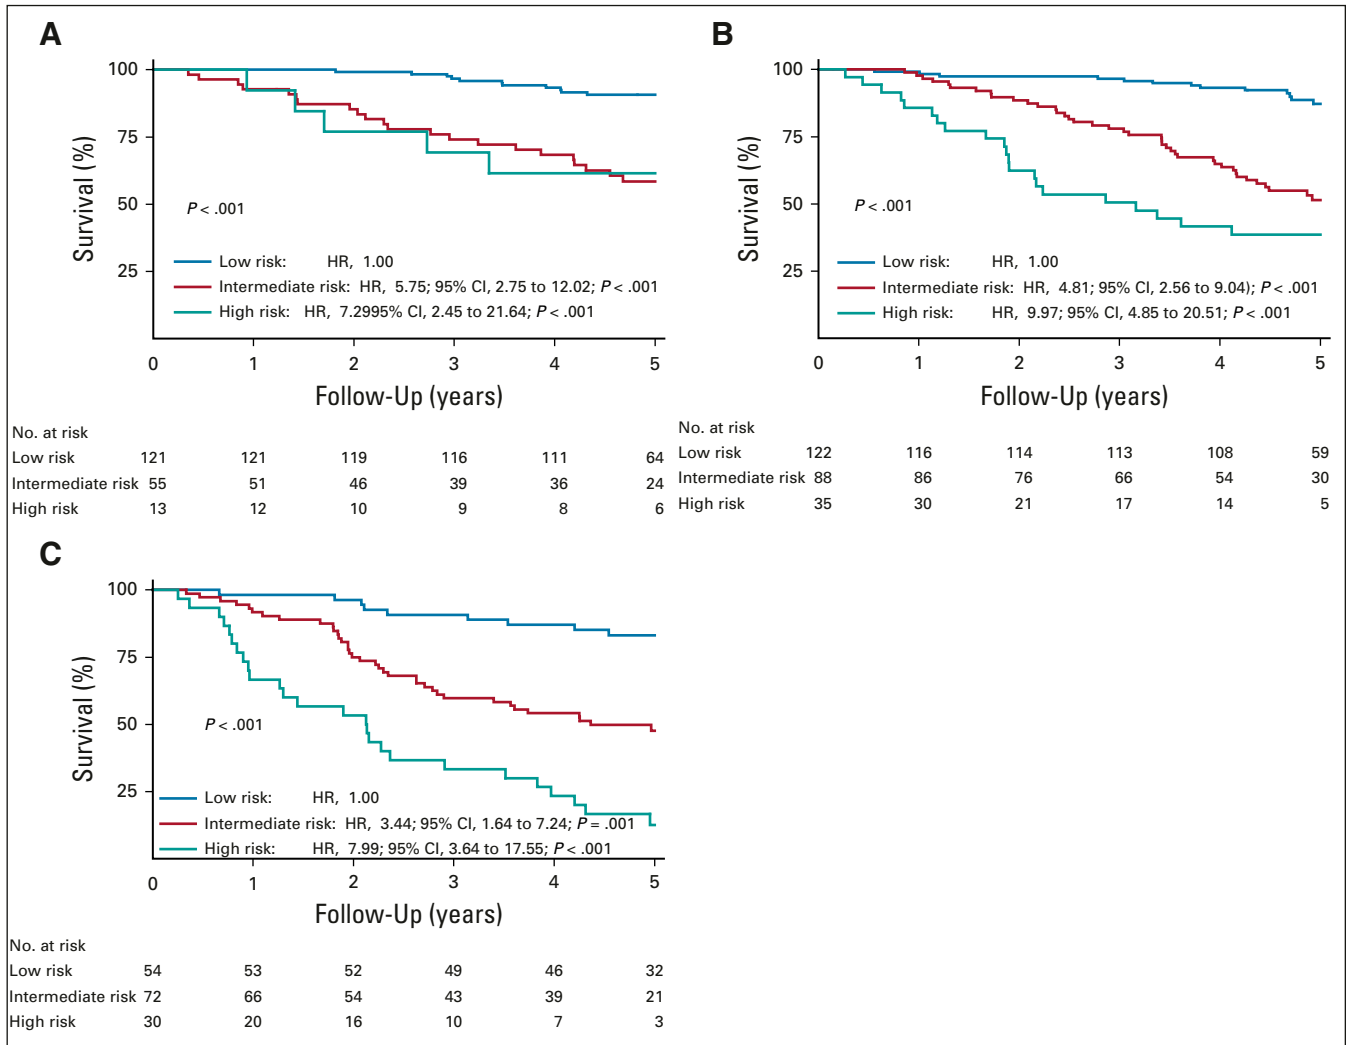 A
100
75
50
25
Survival (%)
P < .001
Low risk: HR, 1.00
Intermediate risk: HR, 5.75; 95% CI, 2.75 to 12.02; P < .001
High risk: HR, 7.2995% CI, 2.45 to 21.64; P < .001
0 1 2 3 4 5
Follow-Up (years)
No. at risk
Low risk 121 121 119 116 111 64
Intermediate risk 55 51 46 39 36 24
High risk 13 12 10 9 8 6
B
100
75
50
25
Survival (%)
P < .001
Low risk: HR, 1.00
Intermediate risk: HR, 4.81; 95% CI, 2.56 to 9.04); P < .001
High risk: HR, 9.97; 95% CI, 4.85 to 20.51; P < .001
0 1 2 3 4 5
Follow-Up (years)
No. at risk
Low risk 122 116 114 113 108 59
Intermediate risk 88 86 76 66 54 30
High risk 35 30 21 17 14 5
C
100
75
50
25
Survival (%)
P < .001
Low risk: HR, 1.00
Intermediate risk: HR, 3.44; 95% CI, 1.64 to 7.24; P = .001
High risk: HR, 7.99; 95% CI, 3.64 to 17.55; P < .001
0 1 2 3 4 5
Follow-Up (years)
No. at risk
Low risk 54 53 52 49 46 32
Intermediate risk 72 66 54 43 39 21
High risk 30 20 16 10 7 3